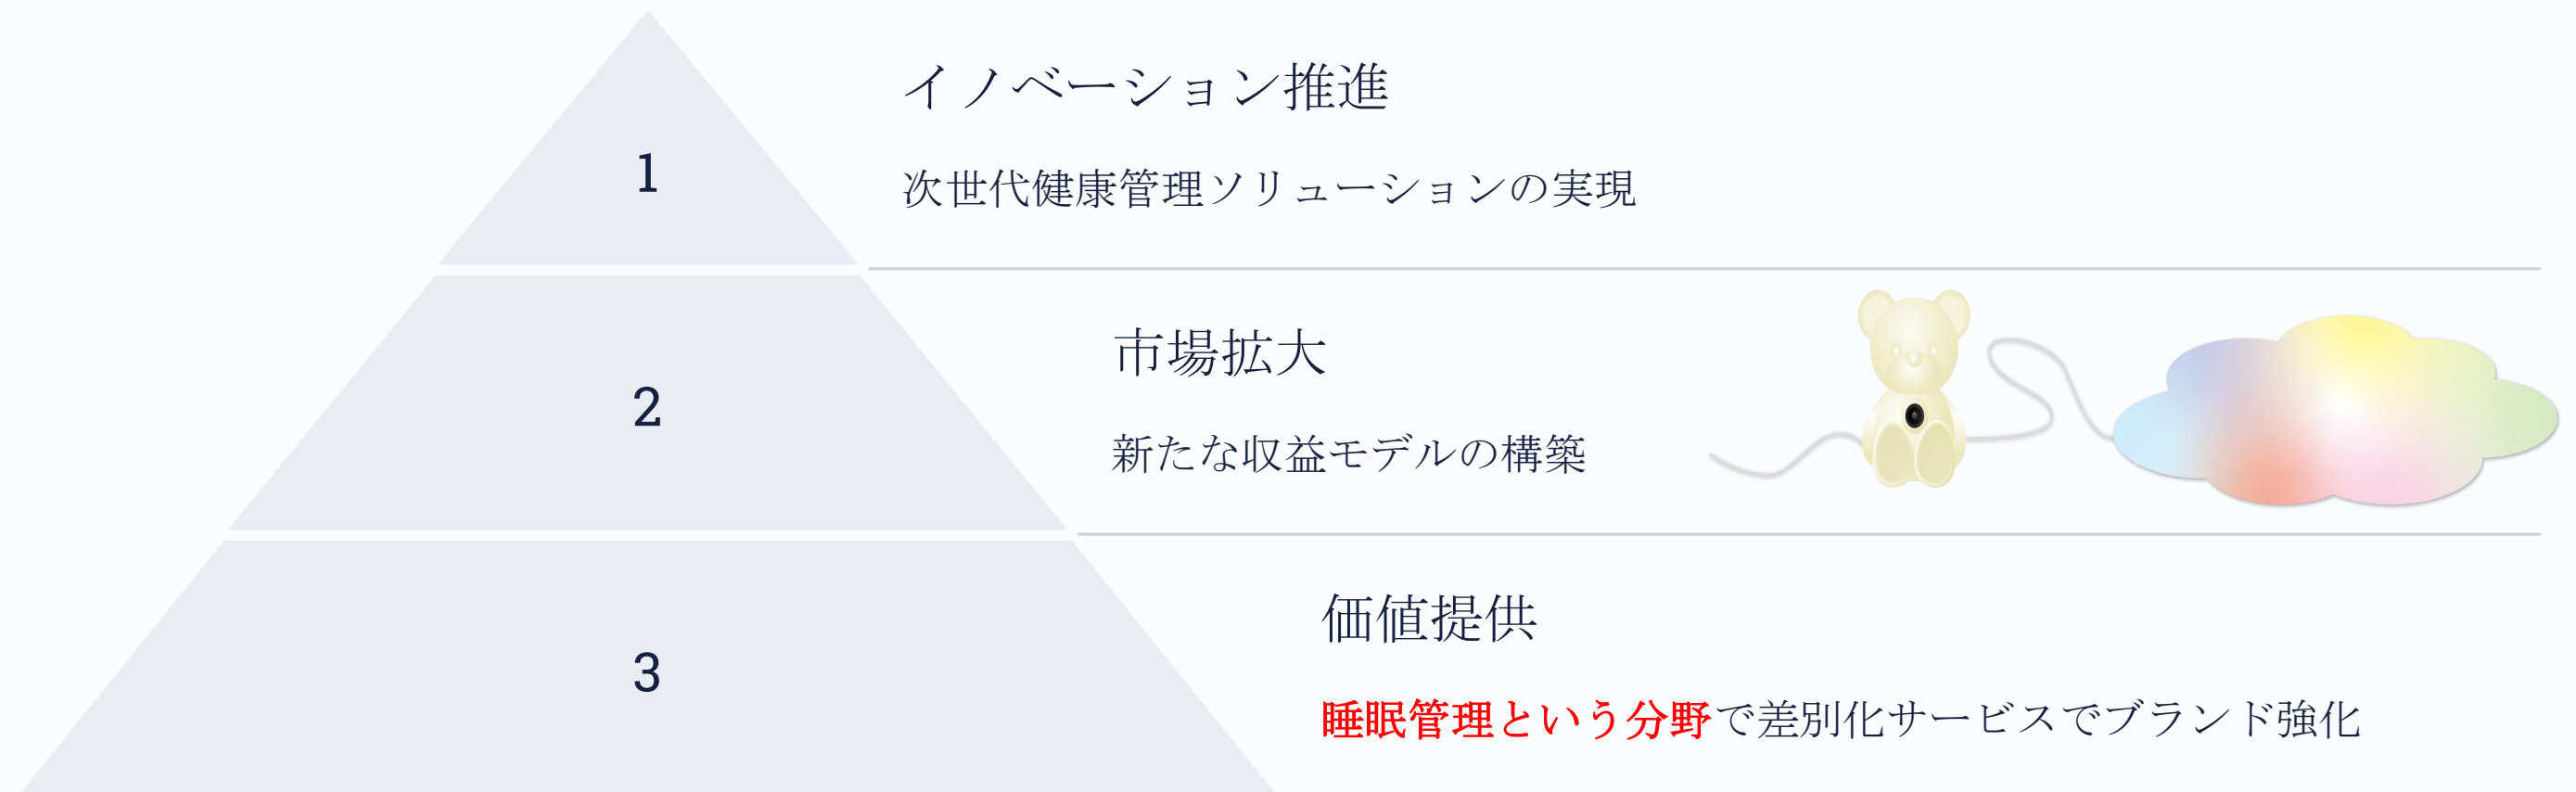 1
イノベーション推進
次世代健康管理ソリューションの実現
2
市場拡大
新たな収益モデルの構築
3
価値提供
睡眠管理という分野で差別化サービスでブランド強化